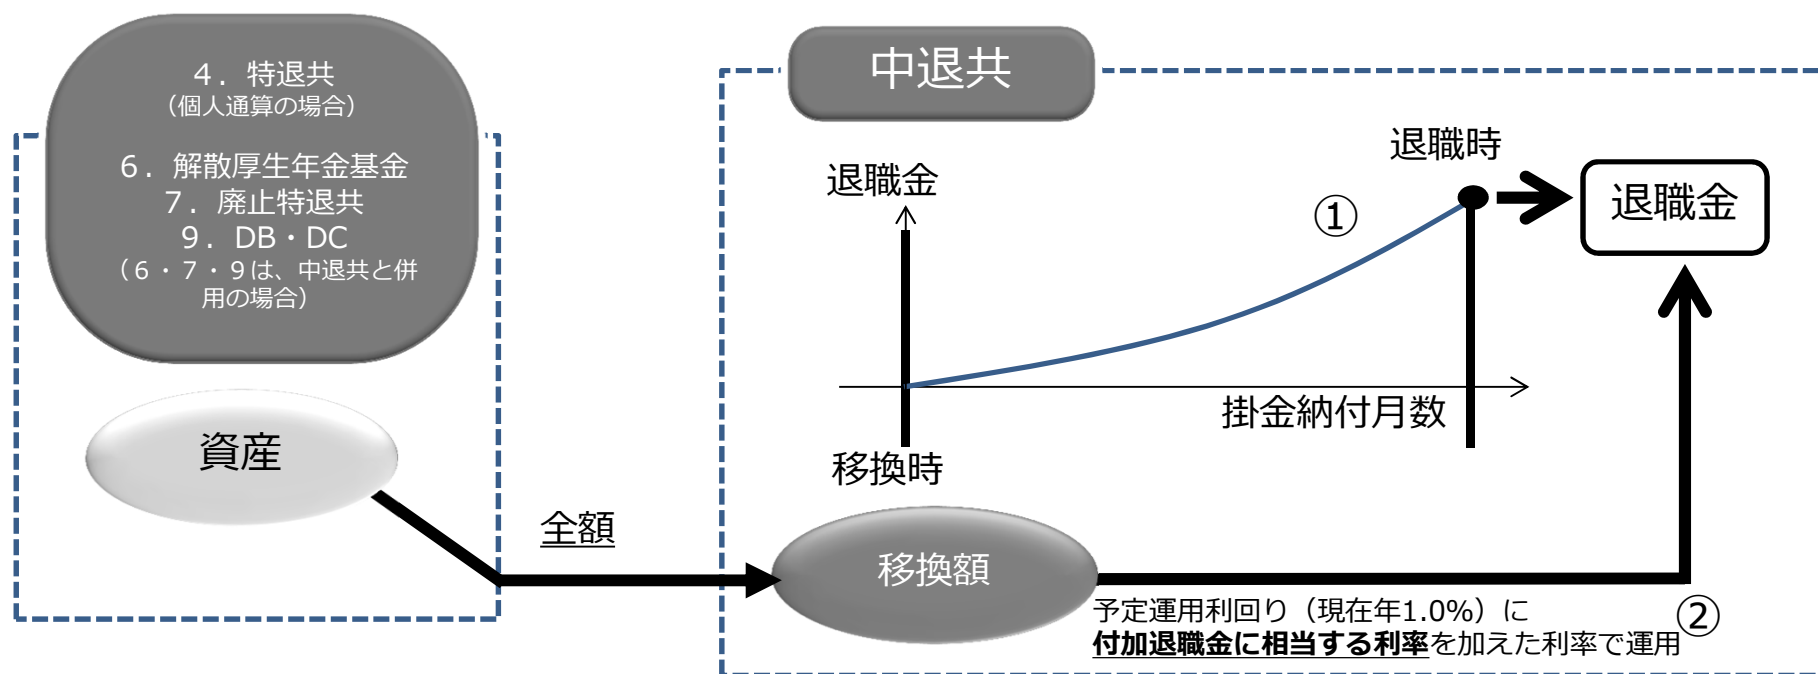 ４．特退共
（個人通算の場合）
６．解散厚生年金基金
７．廃止特退共
９．DB・DC
（６・７・９は、中退共と併
用の場合）
資産
全額
中退共
退職金
①
退職時
退職金
掛金納付月数
移換時
移換額
予定運用利回り（現在年1.0%）に
付加退職金に相当する利率を加えた利率で運用
②